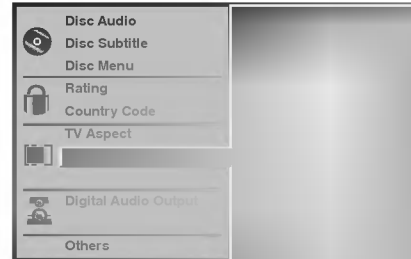 Disc Audio
Disc Subtitle
Disc Menu
Rating
Country Code
TV Aspect
Digital Audio Output
Others